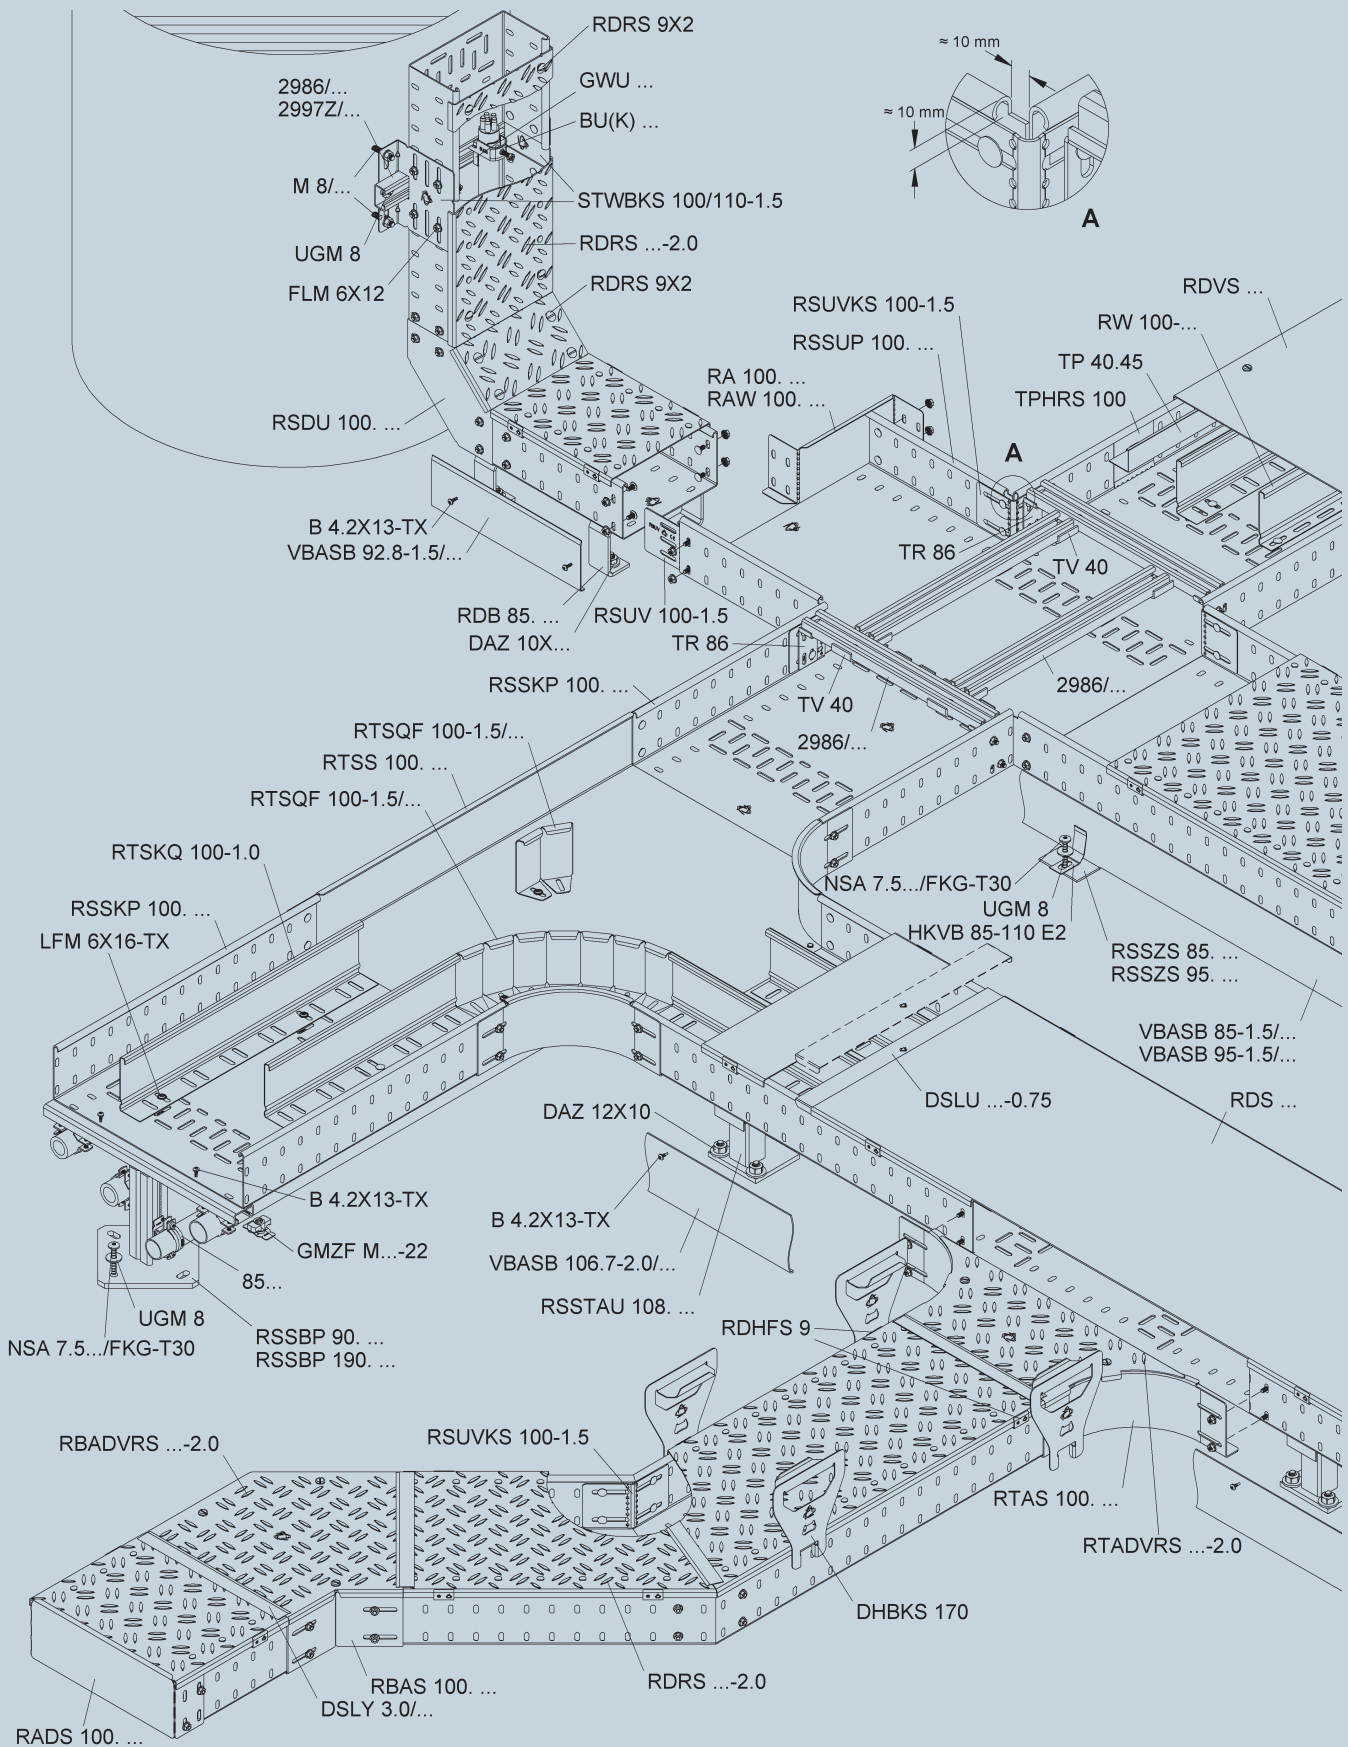 RDRS 9X2
≈ 10 mm
2986/...
2997Z/...
GWU ...
≈ 10 mm
BU(K) ...
M 8/...
STWBKS 100/110-1.5
A
UGM 8
RDRS ...-2.0
FLM 6X12
RDRS 9X2
RDVS ...
RSUVKS 100-1.5
RW 100-...
RSSUP 100. ...
TP 40.45
RA 100. ...
RAW 100. ...
TPHRS 100
RSDU 100. ...
A
B 4.2X13-TX
VBASB 92.8-1.5/...
TR 86
TV 40
RDB 85. ...
RSUV 100-1.5
DAZ 10X...
TR 86
RSSKP 100. ...
2986/...
TV 40
RTSQF 100-1.5/...
2986/...
RTSS 100. ...
RTSQF 100-1.5/...
RTSKQ 100-1.0
NSA 7.5.../FKG-T30
RSSKP 100. ...
UGM 8
LFM 6X16-TX
HKVB 85-110 E2
RSSZS 85. ...
RSSZS 95. ...
VBASB 85-1.5/...
VBASB 95-1.5/...
DSLU ...-0.75
RDS ...
DAZ 12X10
B 4.2X13-TX
B 4.2X13-TX
GMZF M...-22
VBASB 106.7-2.0/...
85...
RSSTAU 108. ...
UGM 8
RDHFS 9
RSSBP 90. ...
NSA 7.5.../FKG-T30
RSSBP 190. ...
RBADVRS ...-2.0
RSUVKS 100-1.5
RTAS 100. ...
RTADVRS ...-2.0
DHBKS 170
RBAS 100. ...
RDRS ...-2.0
DSLY 3.0/...
RADS 100. ...